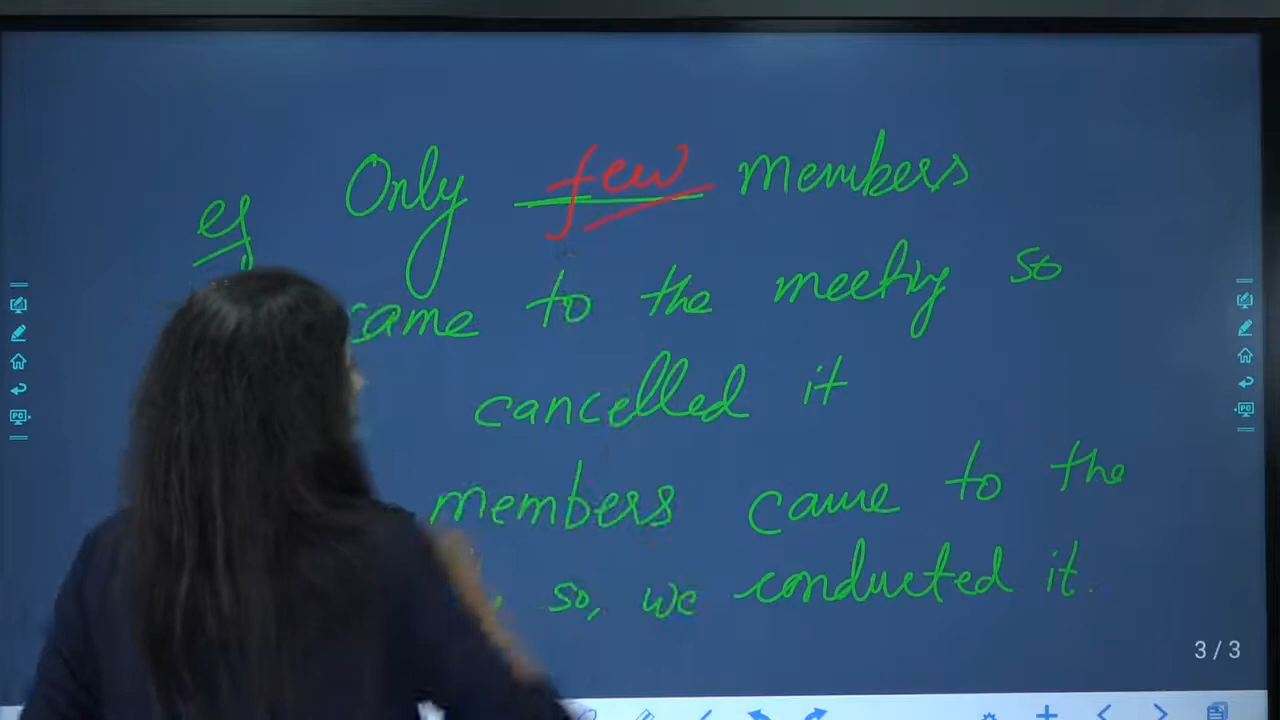 eg Only few members
came to the meeting so
cancelled it
members came to the
so, we conducted it.
3/3